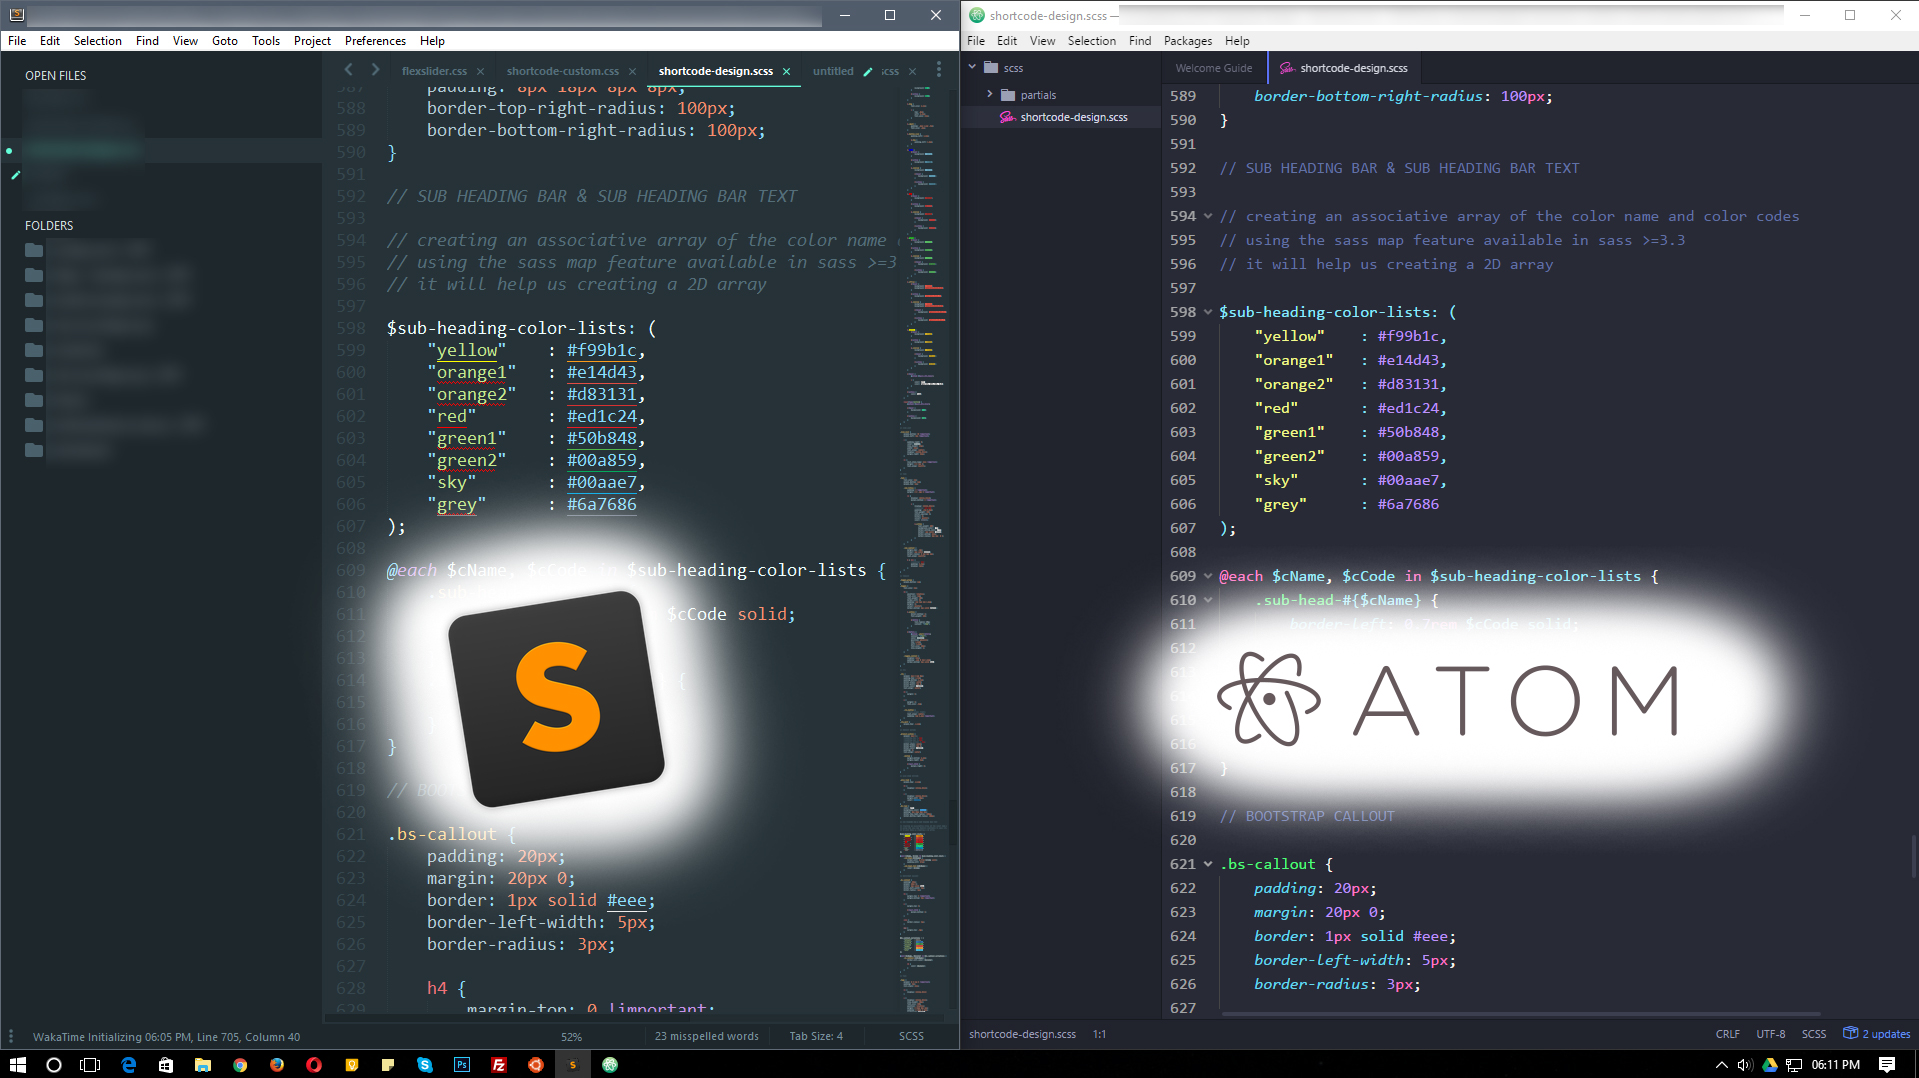 File Edit Selection Find View Goto Tools Project Preferences Help
OPEN FILES
FOLDERS
flexslider.css × shortcode-custom.css × shortcode-design.scss × untitled scss ×
587 padding: 8px 18px 8px 8px;
588 border-top-right-radius: 100px;
589 border-bottom-right-radius: 100px;
590 }
591
592 // SUB HEADING BAR & SUB HEADING BAR TEXT
593
594 // creating an associative array of the color name
595 // using the sass map feature available in sass >=3
596 // it will help us creating a 2D array
597
598 $sub-heading-color-lists: (
599 "yellow" : #f99b1c,
600 "orange1" : #e14d43,
601 "orange2" : #d83131,
602 "red" : #ed1c24,
603 "green1" : #50b848,
604 "green2" : #00a859,
605 "sky" : #00aae7,
606 "grey" : #6a7686
607 );
608
609 @each $cName, $cCode in $sub-heading-color-lists {
610 .sub-h
611 $cCode solid;
612
613
614 {
615
616 }
617 }
618
619 // BOO
620
621 .bs-callout {
622 padding: 20px;
623 margin: 20px 0;
624 border: 1px solid #eee;
625 border-left-width: 5px;
626 border-radius: 3px;
627
628 h4 {
629 margin-top: 0 !important;
S
WakaTime Initializing 06:05 PM, Line 705, Column 40 52% 23 misspelled words Tab Size: 4 SCSS
shortcode-design.scss —
File Edit View Selection Find Packages Help
scss
partials
shortcode-design.scss
Welcome Guide shortcode-design.scss
589 border-bottom-right-radius: 100px;
590 }
591
592 // SUB HEADING BAR & SUB HEADING BAR TEXT
593
594 // creating an associative array of the color name and color codes
595 // using the sass map feature available in sass >=3.3
596 // it will help us creating a 2D array
597
598 $sub-heading-color-lists: (
599 "yellow" : #f99b1c,
600 "orange1" : #e14d43,
601 "orange2" : #d83131,
602 "red" : #ed1c24,
603 "green1" : #50b848,
604 "green2" : #00a859,
605 "sky" : #00aae7,
606 "grey" : #6a7686
607 );
608
609 @each $cName, $cCode in $sub-heading-color-lists {
610 .sub-head-#{$cName} {
611 border-left: 0.7rem $cCode solid;
612
ATOM
616
617 }
618
619 // BOOTSTRAP CALLOUT
620
621 .bs-callout {
622 padding: 20px;
623 margin: 20px 0;
624 border: 1px solid #eee;
625 border-left-width: 5px;
626 border-radius: 3px;
627
shortcode-design.scss 1:1 CRLF UTF-8 SCSS 2 updates
06:11 PM